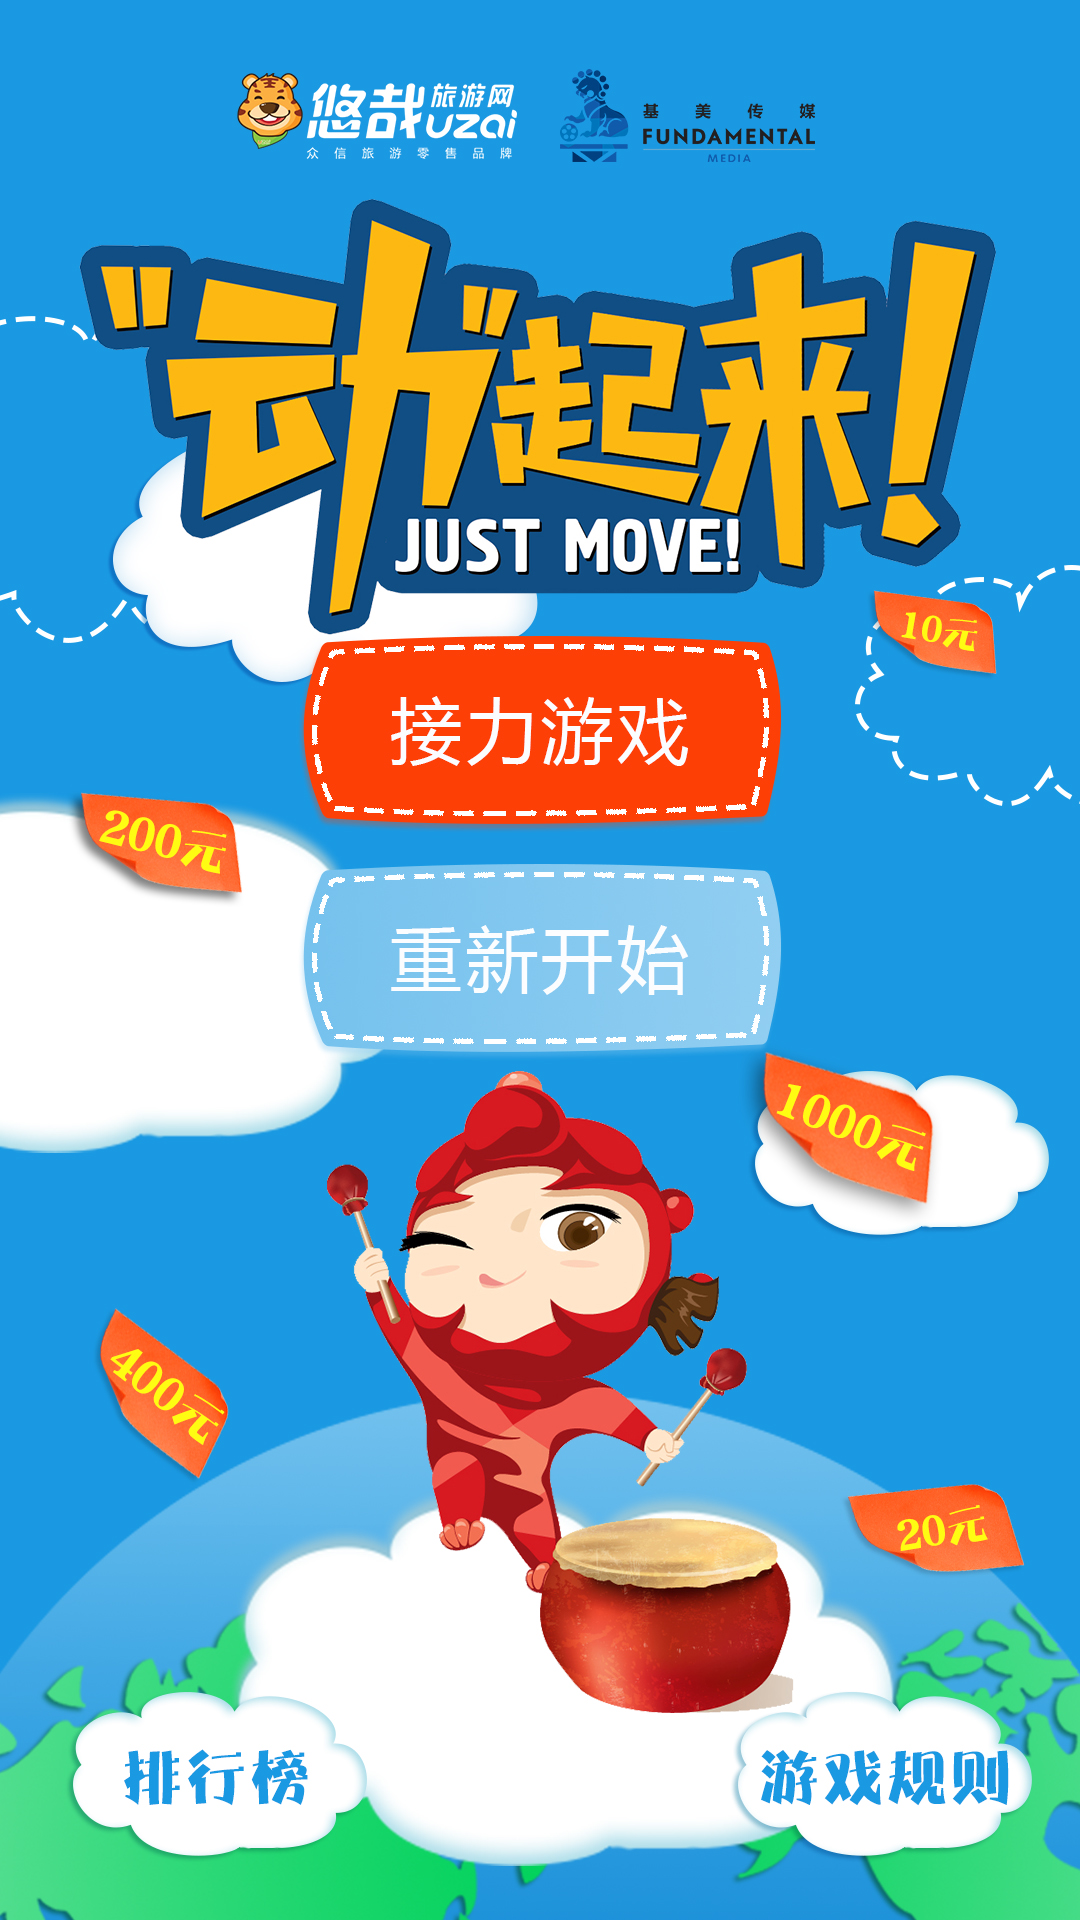 悠哉旅游网
uzai
众信旅游零售品牌
基美传媒
FUNDAMENTAL
MEDIA
"动"起来!
JUST MOVE!
10元
接力游戏
200元
重新开始
1000元
400元
20元
排行榜
游戏规则